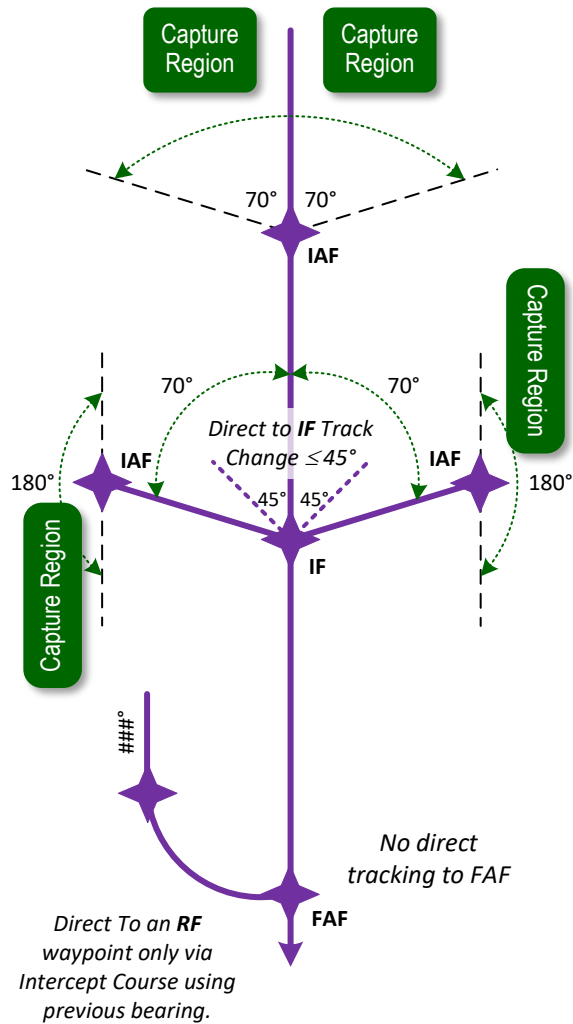 Capture
Region
Capture
Region
70°
70°
IAF
Capture Region
70°
70°
Direct to IF Track
Change ≤45°
IAF
IAF
180°
180°
45°
45°
IF
Capture Region
###°
No direct
tracking to FAF
FAF
Direct To an RF
waypoint only via
Intercept Course using
previous bearing.